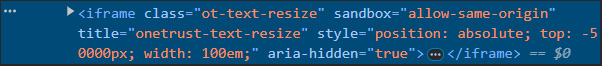 ... ▶<iframe class="ot-text-resize" sandbox="allow-same-origin"
title="onetrust-text-resize" style="position: absolute; top: -5
0000px; width: 100em;" aria-hidden="true">...</iframe> == $0